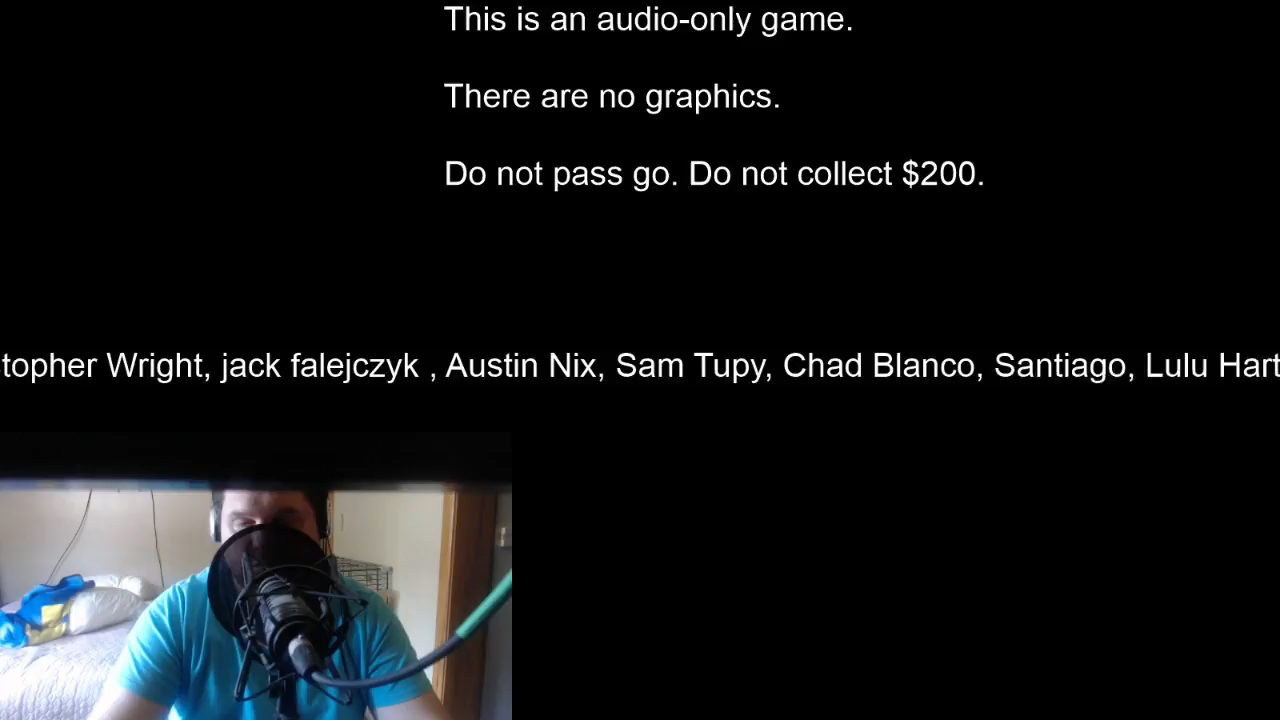 This is an audio-only game.
There are no graphics.
Do not pass go. Do not collect $200.
topher Wright, jack falejczyk , Austin Nix, Sam Tupy, Chad Blanco, Santiago, Lulu Hart